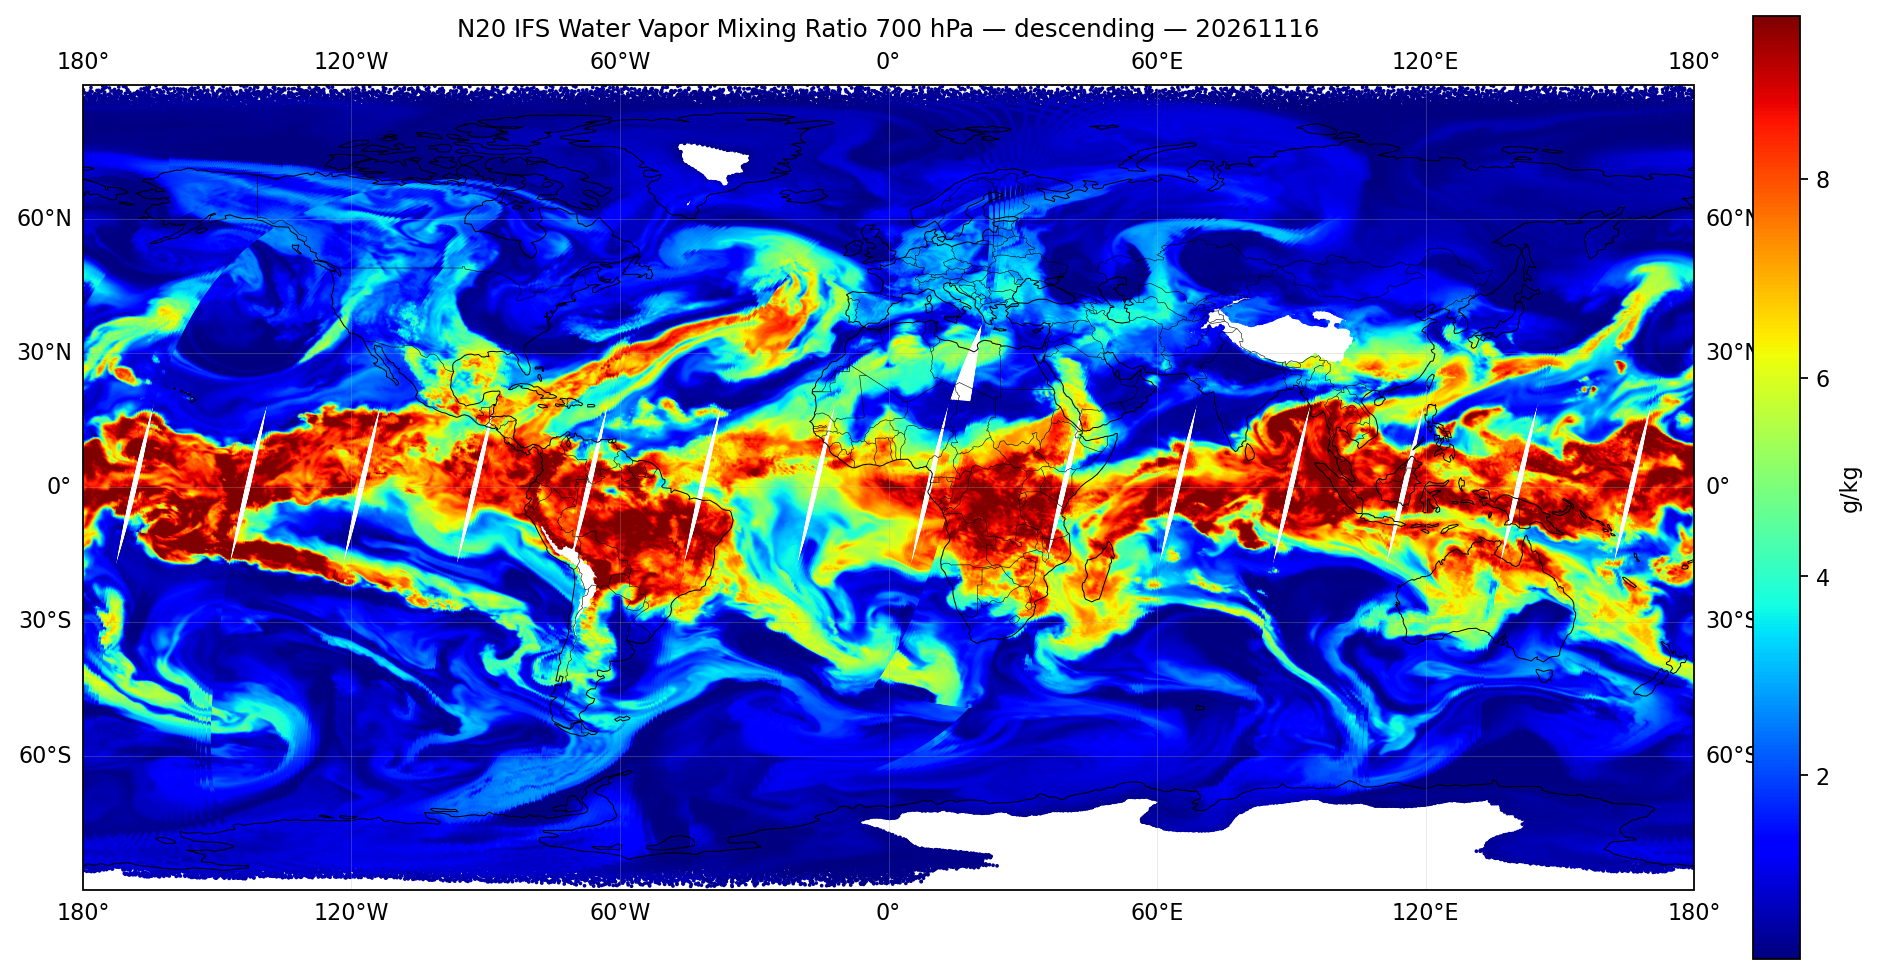 N20 IFS Water Vapor Mixing Ratio 700 hPa — descending — 20261116
180° 120°W 60°W 0° 60°E 120°E 180°
60°N 60°N
30°N 30°N
0° 0°
30°S 30°S
60°S 60°S
180° 120°W 60°W 0° 60°E 120°E 180°
8
6
4
2
g/kg